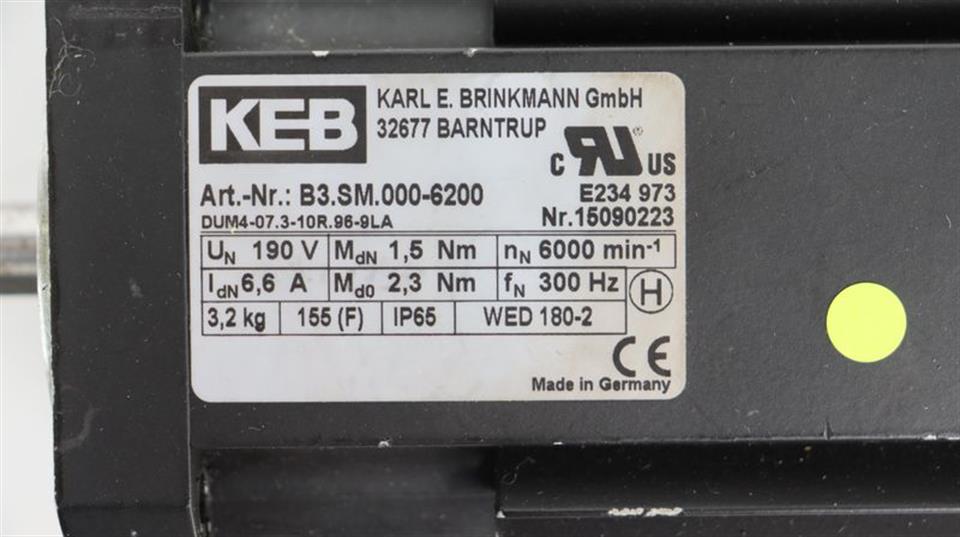 KEB
KARL E. BRINKMANN GmbH
32677 BARNTRUP
C RU US ®
Art.-Nr.: B3.SM.000-6200
E234 973
DUM4-07.3-10R.96-9LA
Nr.15090223
UN 190 V MdN 1,5 Nm nN 6000 min-1
IdN 6,6 A Md0 2,3 Nm fN 300 Hz
H
3,2 kg 155 (F) IP65 WED 180-2
CE
Made in Germany